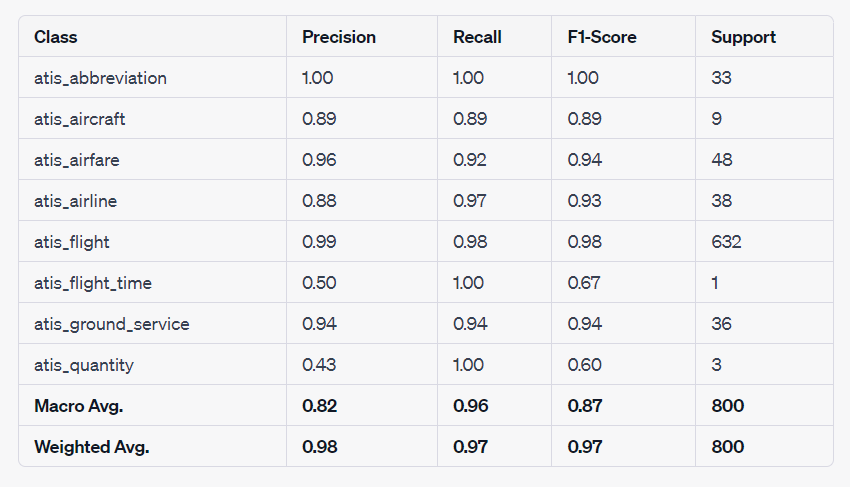 Class Precision Recall F1-Score Support
atis_abbreviation 1.00 1.00 1.00 33
atis_aircraft 0.89 0.89 0.89 9
atis_airfare 0.96 0.92 0.94 48
atis_airline 0.88 0.97 0.93 38
atis_flight 0.99 0.98 0.98 632
atis_flight_time 0.50 1.00 0.67 1
atis_ground_service 0.94 0.94 0.94 36
atis_quantity 0.43 1.00 0.60 3
Macro Avg. 0.82 0.96 0.87 800
Weighted Avg. 0.98 0.97 0.97 800